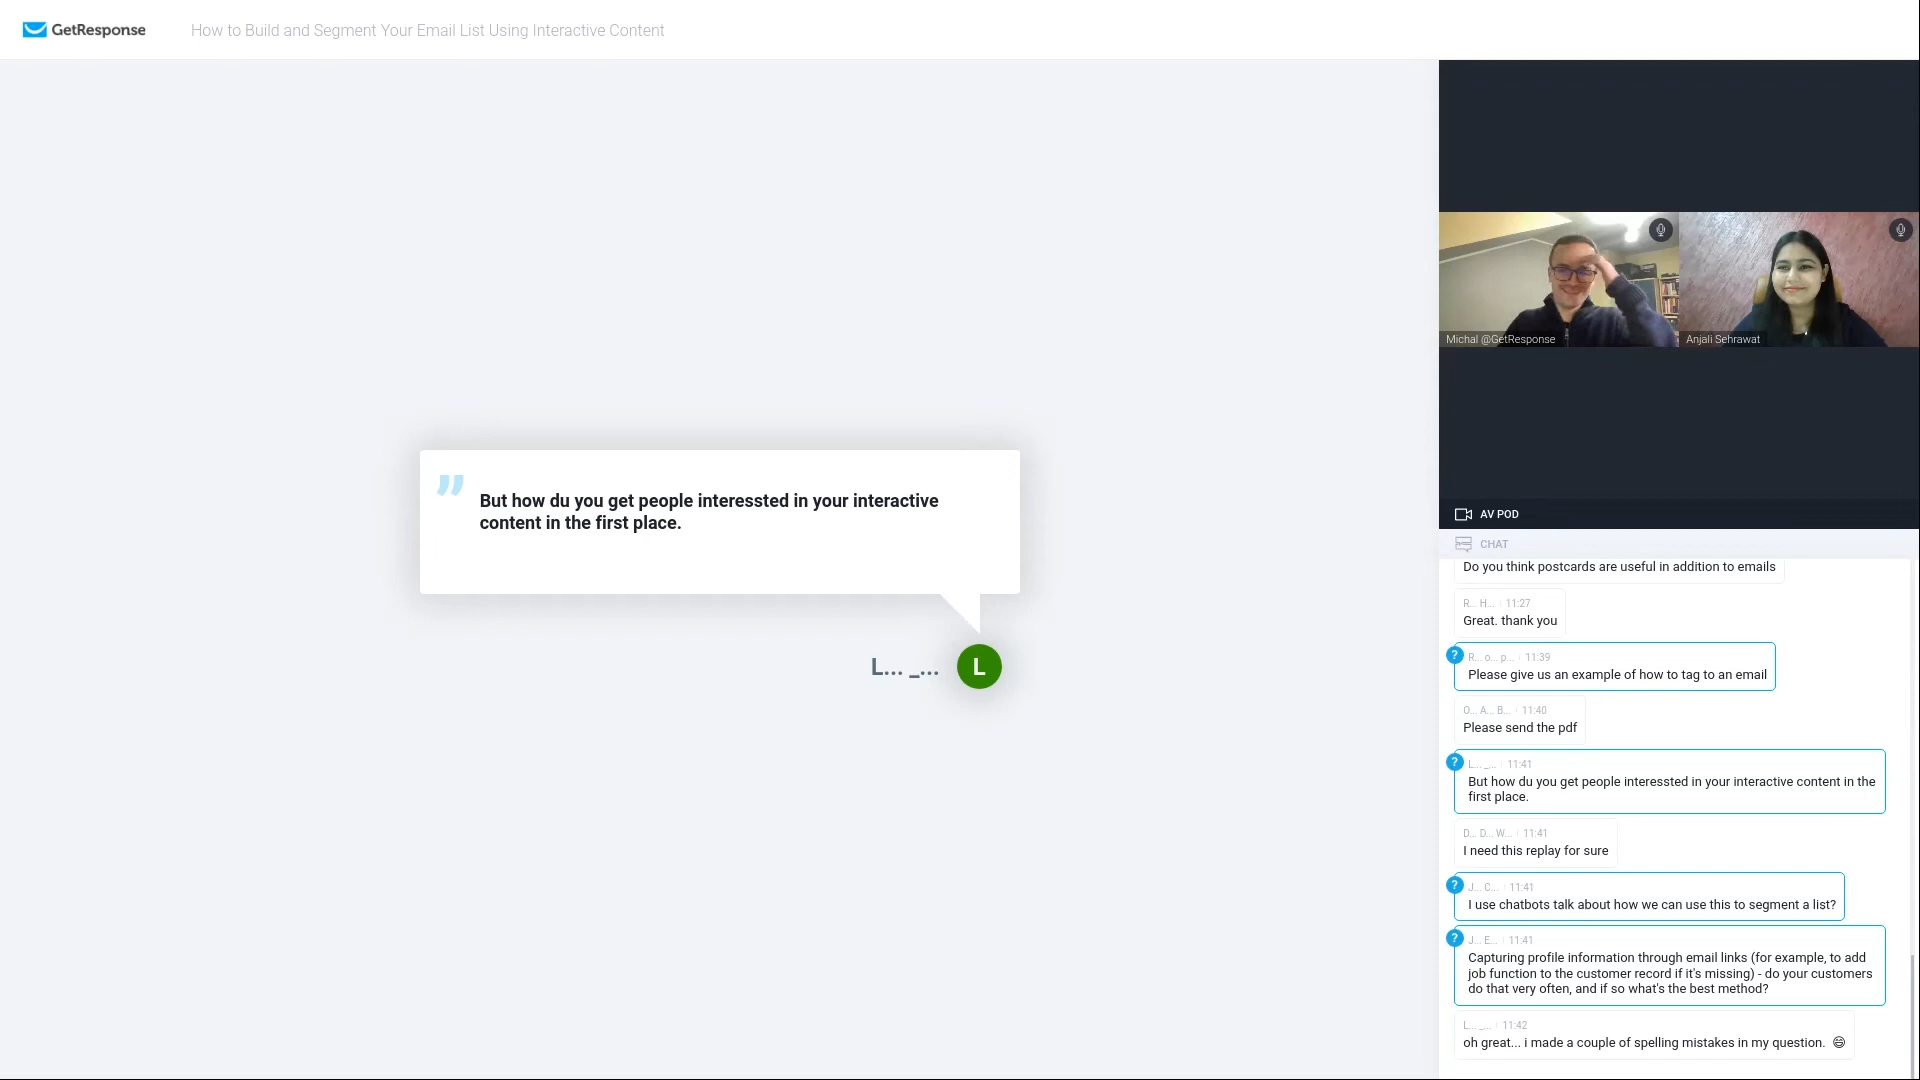 GetResponse
How to Build and Segment Your Email List Using Interactive Content
But how du you get people interessted in your interactive
content in the first place.
L... _...
L
Michal @GetResponse
Anjali Sehrawat
AV POD
CHAT
Do you think postcards are useful in addition to emails
R... H... 11:27
Great. thank you
? R... o... p... 11:39
Please give us an example of how to tag to an email
O... A... B... 11:40
Please send the pdf
? L... _... 11:41
But how du you get people interessted in your interactive content in the
first place.
D... D... W... 11:41
I need this replay for sure
? J... C... 11:41
I use chatbots talk about how we can use this to segment a list?
? J... E... 11:41
Capturing profile information through email links (for example, to add
job function to the customer record if it's missing) - do your customers
do that very often, and if so what's the best method?
L... _... 11:42
oh great... i made a couple of spelling mistakes in my question. 😄